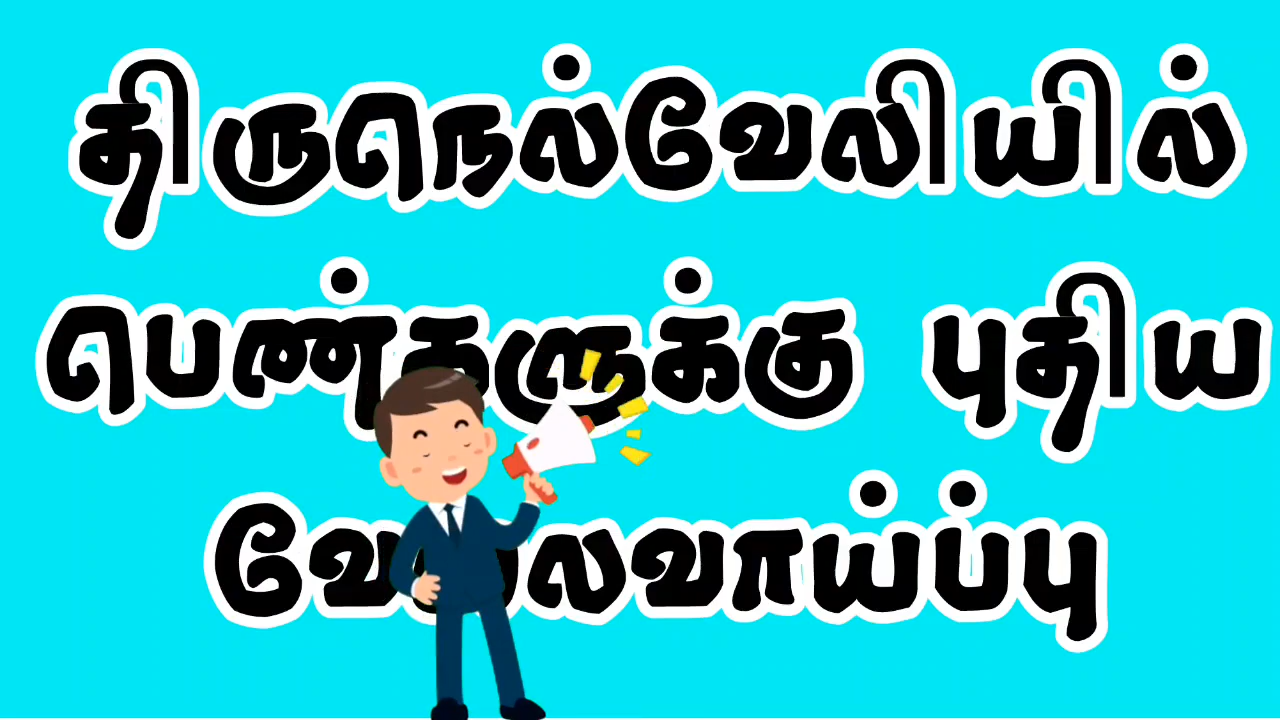 திருநெல்வேலியில்
பெண்களுக்கு புதிய
வேலைவாய்ப்பு